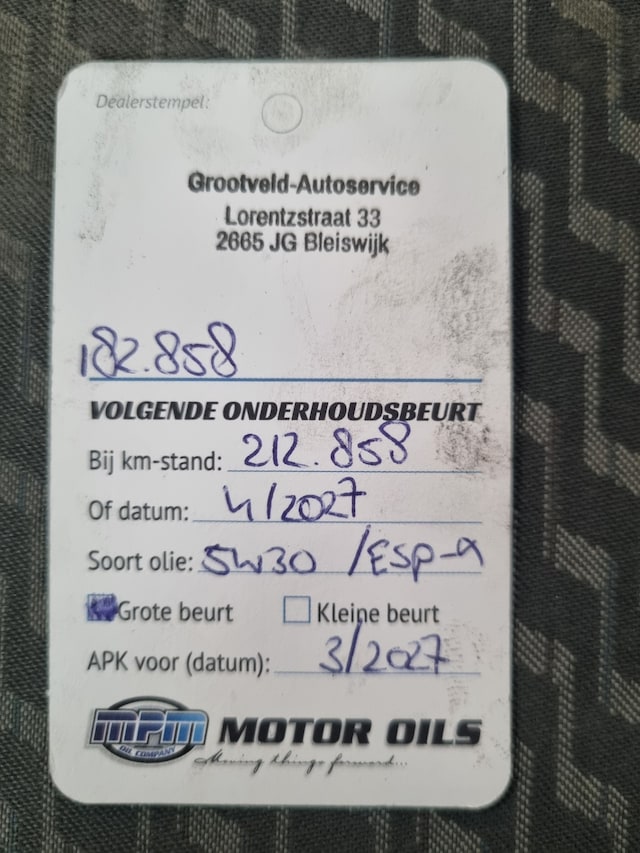 Dealerstempel:
Grootveld-Autoservice
Lorentzstraat 33
2665 JG Bleiswijk
182.858
VOLGENDE ONDERHOUDSBEURT
Bij km-stand: 212.858
Of datum: 4/2027
Soort olie: 5W30 /ESP-9
Grote beurt Kleine beurt
APK voor (datum): 3/2027
MPM MOTOR OILS
OIL COMPANY
Moving things forward...